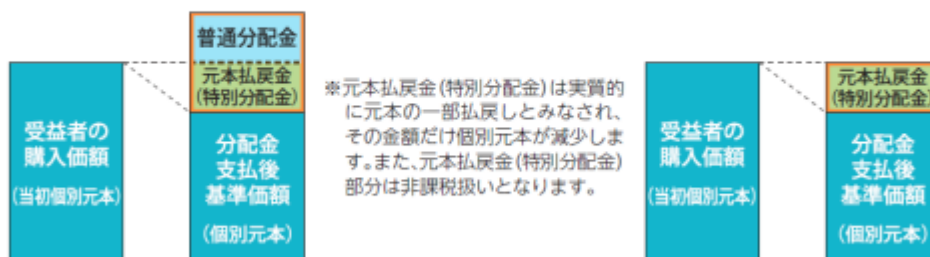 受益者の
購入価額
(当初個別元本)
普通分配金
元本払戻金
(特別分配金)
分配金
支払後
基準価額
(個別元本)
※元本払戻金(特別分配金)は実質的
に元本の一部払戻しとみなされ、
その金額だけ個別元本が減少しま
す。また、元本払戻金(特別分配金)
部分は非課税扱いとなります。
受益者の
購入価額
(当初個別元本)
元本払戻金
(特別分配金)
分配金
支払後
基準価額
(個別元本)